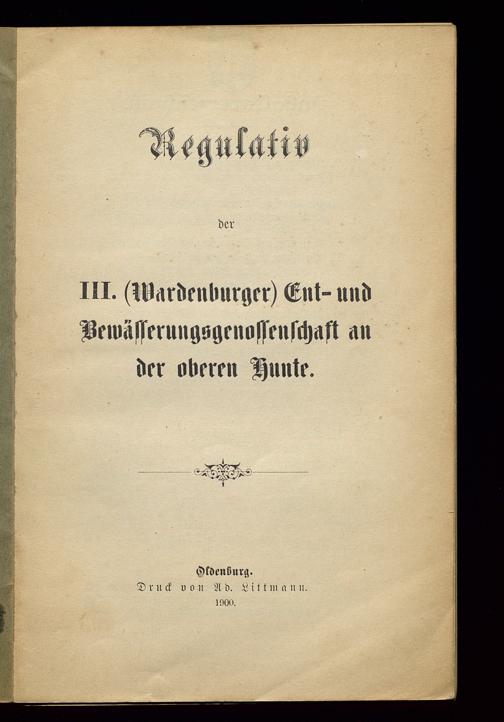 Regulativ
der
III. (Wardenburger) Ent- und
Bewässerungsgenossenschaft an
der oberen Hunte.
Oldenburg.
Druck von Ad. Littmann.
1900.